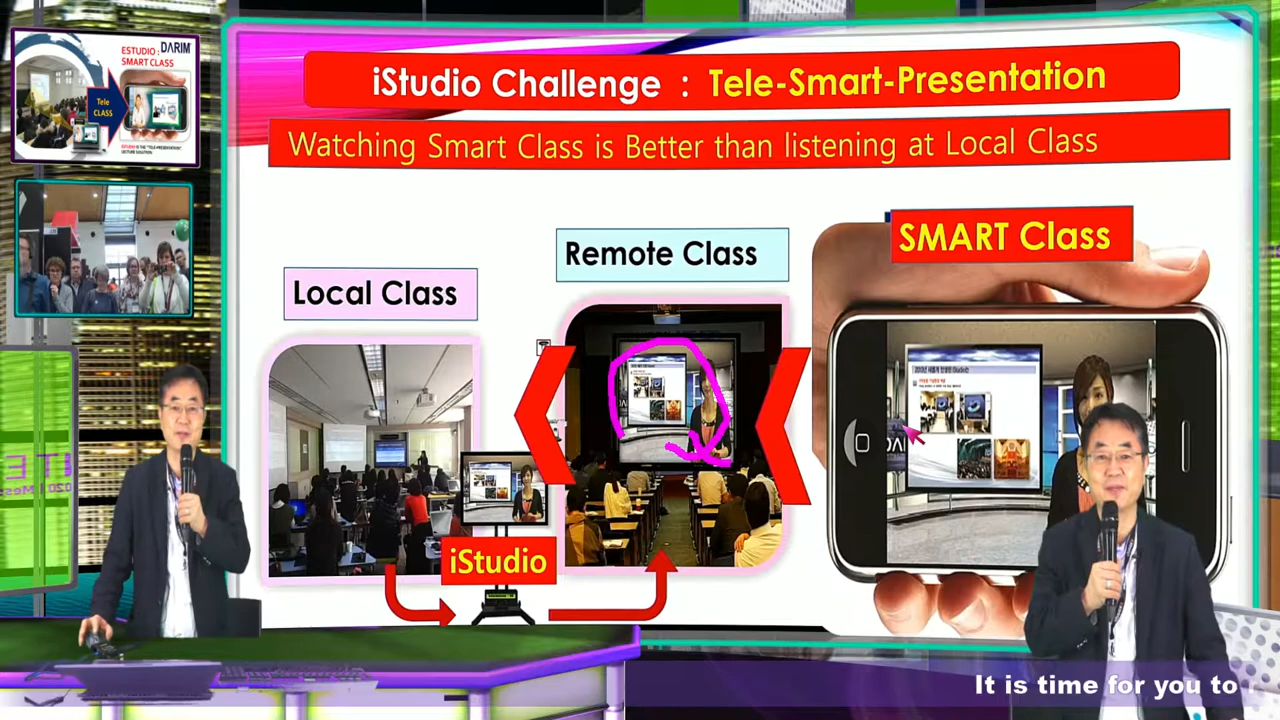 ESTUDIO :
DARIM
SMART CLASS
Tele
CLASS
iStudio Challenge : Tele-Smart-Presentation
Watching Smart Class is Better than listening at Local Class
Local Class
Remote Class
SMART Class
iStudio
It is time for you to